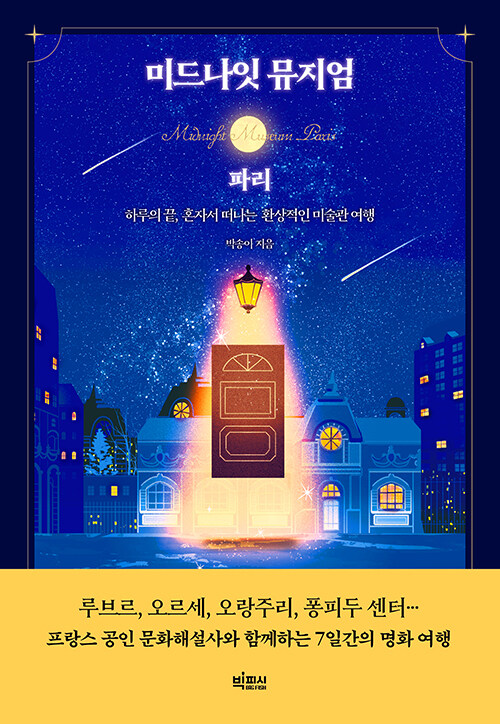 미드나잇 뮤지엄
Midnight Museum Paris
파리
하루의 끝, 혼자서 떠나는 환상적인 미술관 여행
박송이 지음
루브르, 오르세, 오랑주리, 퐁피두 센터…
프랑스 공인 문화해설사와 함께하는 7일간의 명화 여행
빅피시
BIG FISH